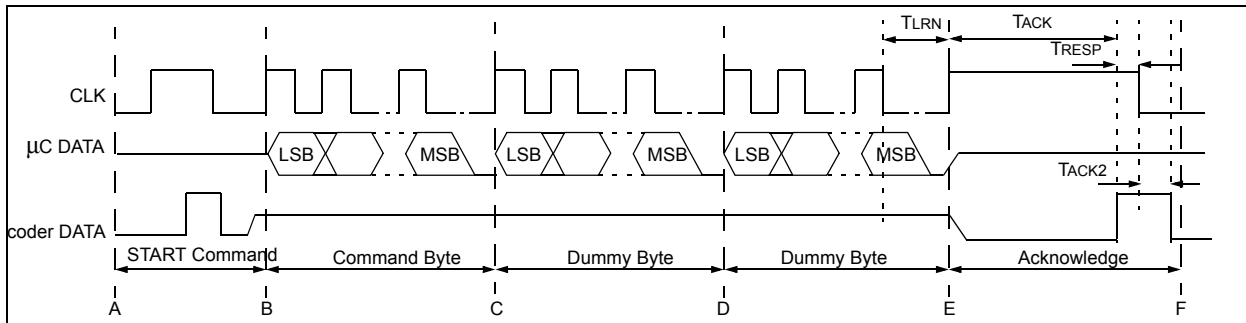 TLRN
TACK
TRESP
CLK
µC DATA
LSB
MSB
LSB
MSB
LSB
MSB
TACK2
coder DATA
START Command
Command Byte
Dummy Byte
Dummy Byte
Acknowledge
A
B
C
D
E
F